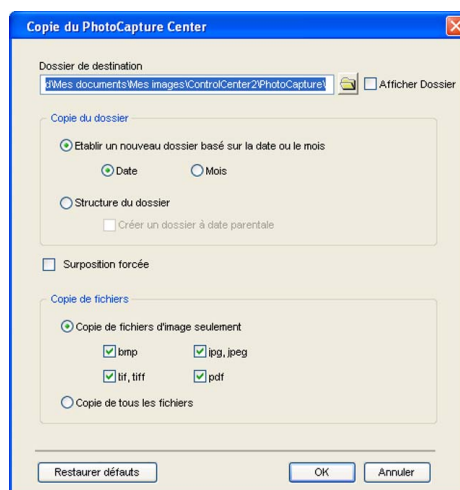 Copie du PhotoCapture Center
Dossier de destination
d\Mes documents\Mes images\ControlCenter2\PhotoCapture\
Afficher Dossier
Copie du dossier
Etablir un nouveau dossier basé sur la date ou le mois
Date Mois
Structure du dossier
Créer un dossier à date parentale
Surposition forcée
Copie de fichiers
Copie de fichiers d'image seulement
bmp jpg, jpeg
tif, tiff pdf
Copie de tous les fichiers
Restaurer défauts OK Annuler